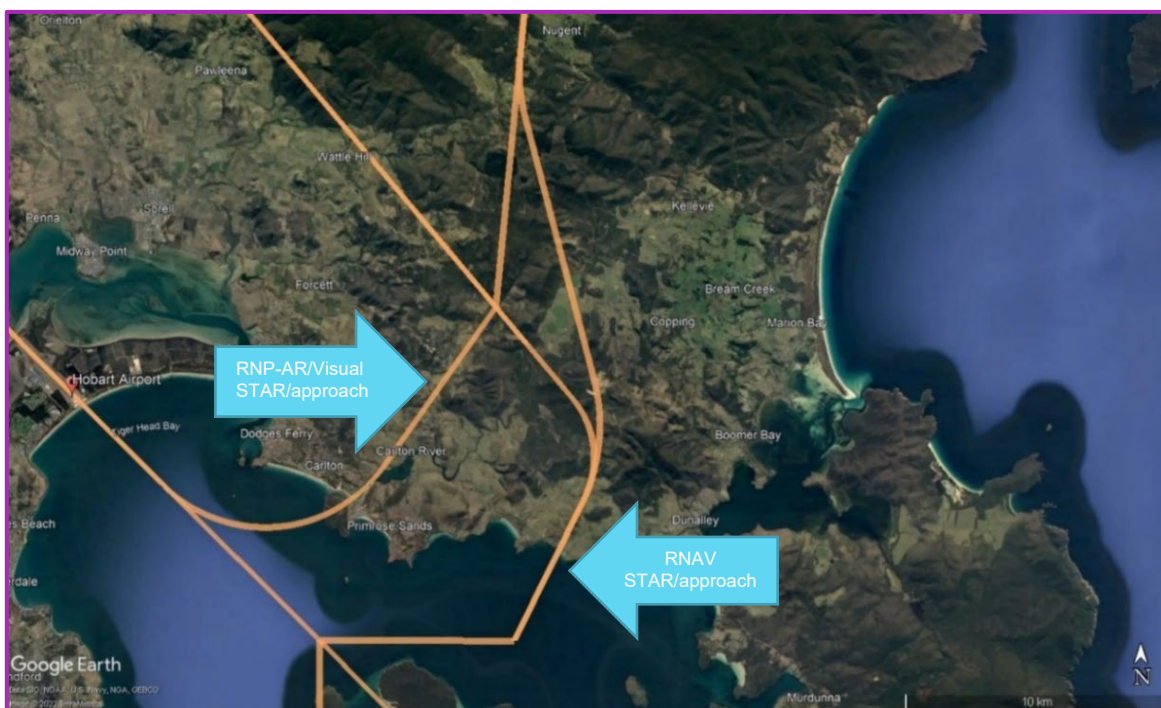 Orielton
Nugent
Pawleena
Wattle Hill
Kellevie
Penna
Sorell
Midway Point
Forcett
Bream Creek
Copping
Marion Bay
RNP-AR/Visual
STAR/approach
Hobart Airport
Dodges Ferry
Carlton River
Boomer Bay
Carlton
Primrose Sands
Dunalley
RNAV
STAR/approach
Google Earth
Murdunna
10 km
N